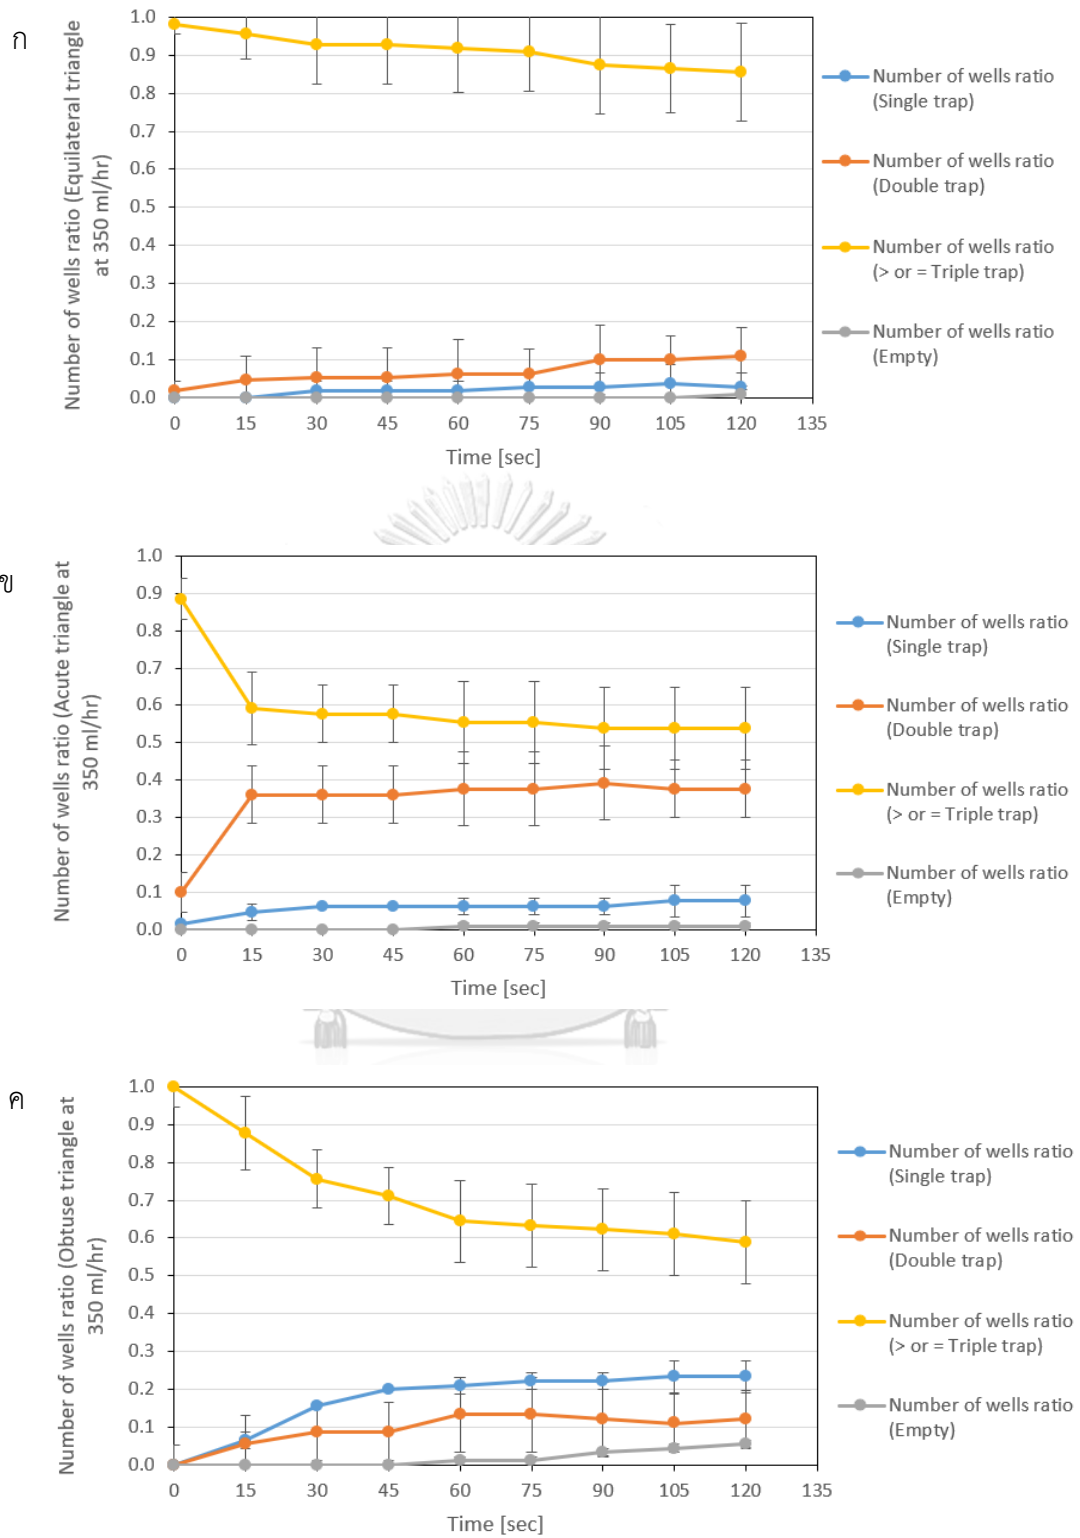 ก
Number of wells ratio (Equilateral triangle
at 350 ml/hr)
1.0
0.9
0.8
0.7
0.6
0.5
0.4
0.3
0.2
0.1
0.0
0 15 30 45 60 75 90 105 120 135
Time [sec]
Number of wells ratio
(Single trap)
Number of wells ratio
(Double trap)
Number of wells ratio
(> or = Triple trap)
Number of wells ratio
(Empty)
ข
Number of wells ratio (Acute triangle at
350 ml/hr)
1.0
0.9
0.8
0.7
0.6
0.5
0.4
0.3
0.2
0.1
0.0
0 15 30 45 60 75 90 105 120 135
Time [sec]
Number of wells ratio
(Single trap)
Number of wells ratio
(Double trap)
Number of wells ratio
(> or = Triple trap)
Number of wells ratio
(Empty)
ค
Number of wells ratio (Obtuse triangle at
350 ml/hr)
1.0
0.9
0.8
0.7
0.6
0.5
0.4
0.3
0.2
0.1
0.0
0 15 30 45 60 75 90 105 120 135
Time [sec]
Number of wells ratio
(Single trap)
Number of wells ratio
(Double trap)
Number of wells ratio
(> or = Triple trap)
Number of wells ratio
(Empty)